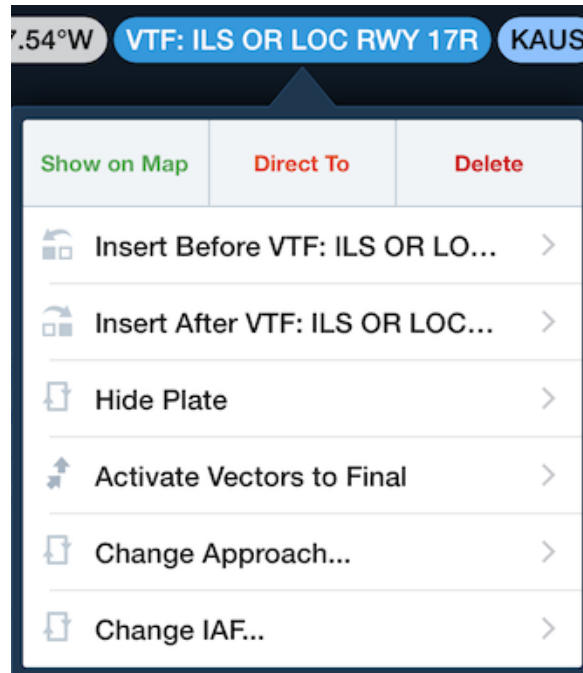 7.54°W VTF: ILS OR LOC RWY 17R KAUS
Show on Map Direct To Delete
Insert Before VTF: ILS OR LO...
Insert After VTF: ILS OR LOC...
Hide Plate
Activate Vectors to Final
Change Approach...
Change IAF...